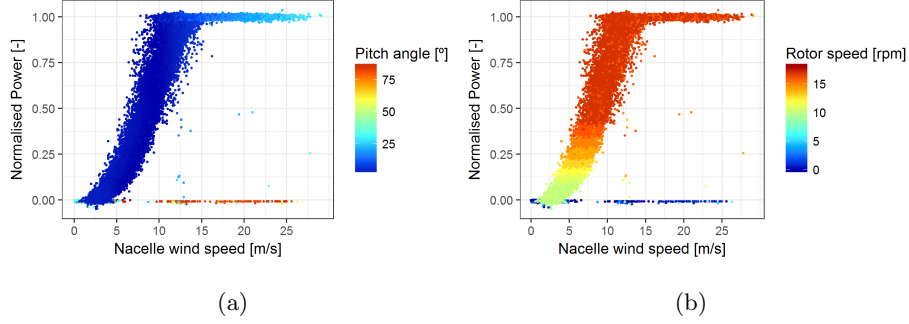 1.00
0.75
0.50
0.25
0.00
Normalised Power [-]
0 5 10 15 20 25
Nacelle wind speed [m/s]
Pitch angle [º]
75
50
25
(a)
1.00
0.75
0.50
0.25
0.00
Normalised Power [-]
0 5 10 15 20 25
Nacelle wind speed [m/s]
Rotor speed [rpm]
15
10
5
0
(b)